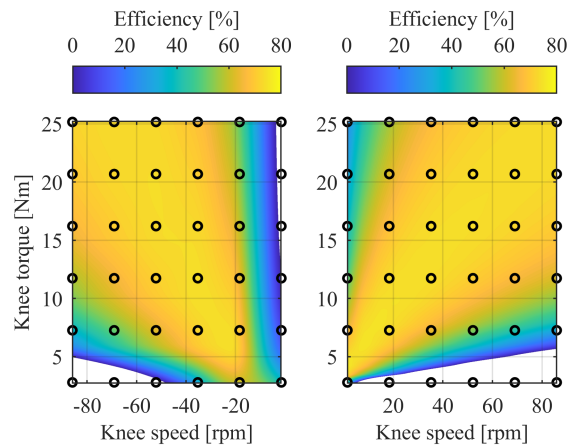 Efficiency [%] Efficiency [%]
0 20 40 60 80 0 20 40 60 80
Knee torque [Nm]
25 25
20 20
15 15
10 10
5 5
-80 -60 -40 -20 20 40 60 80
Knee speed [rpm] Knee speed [rpm]